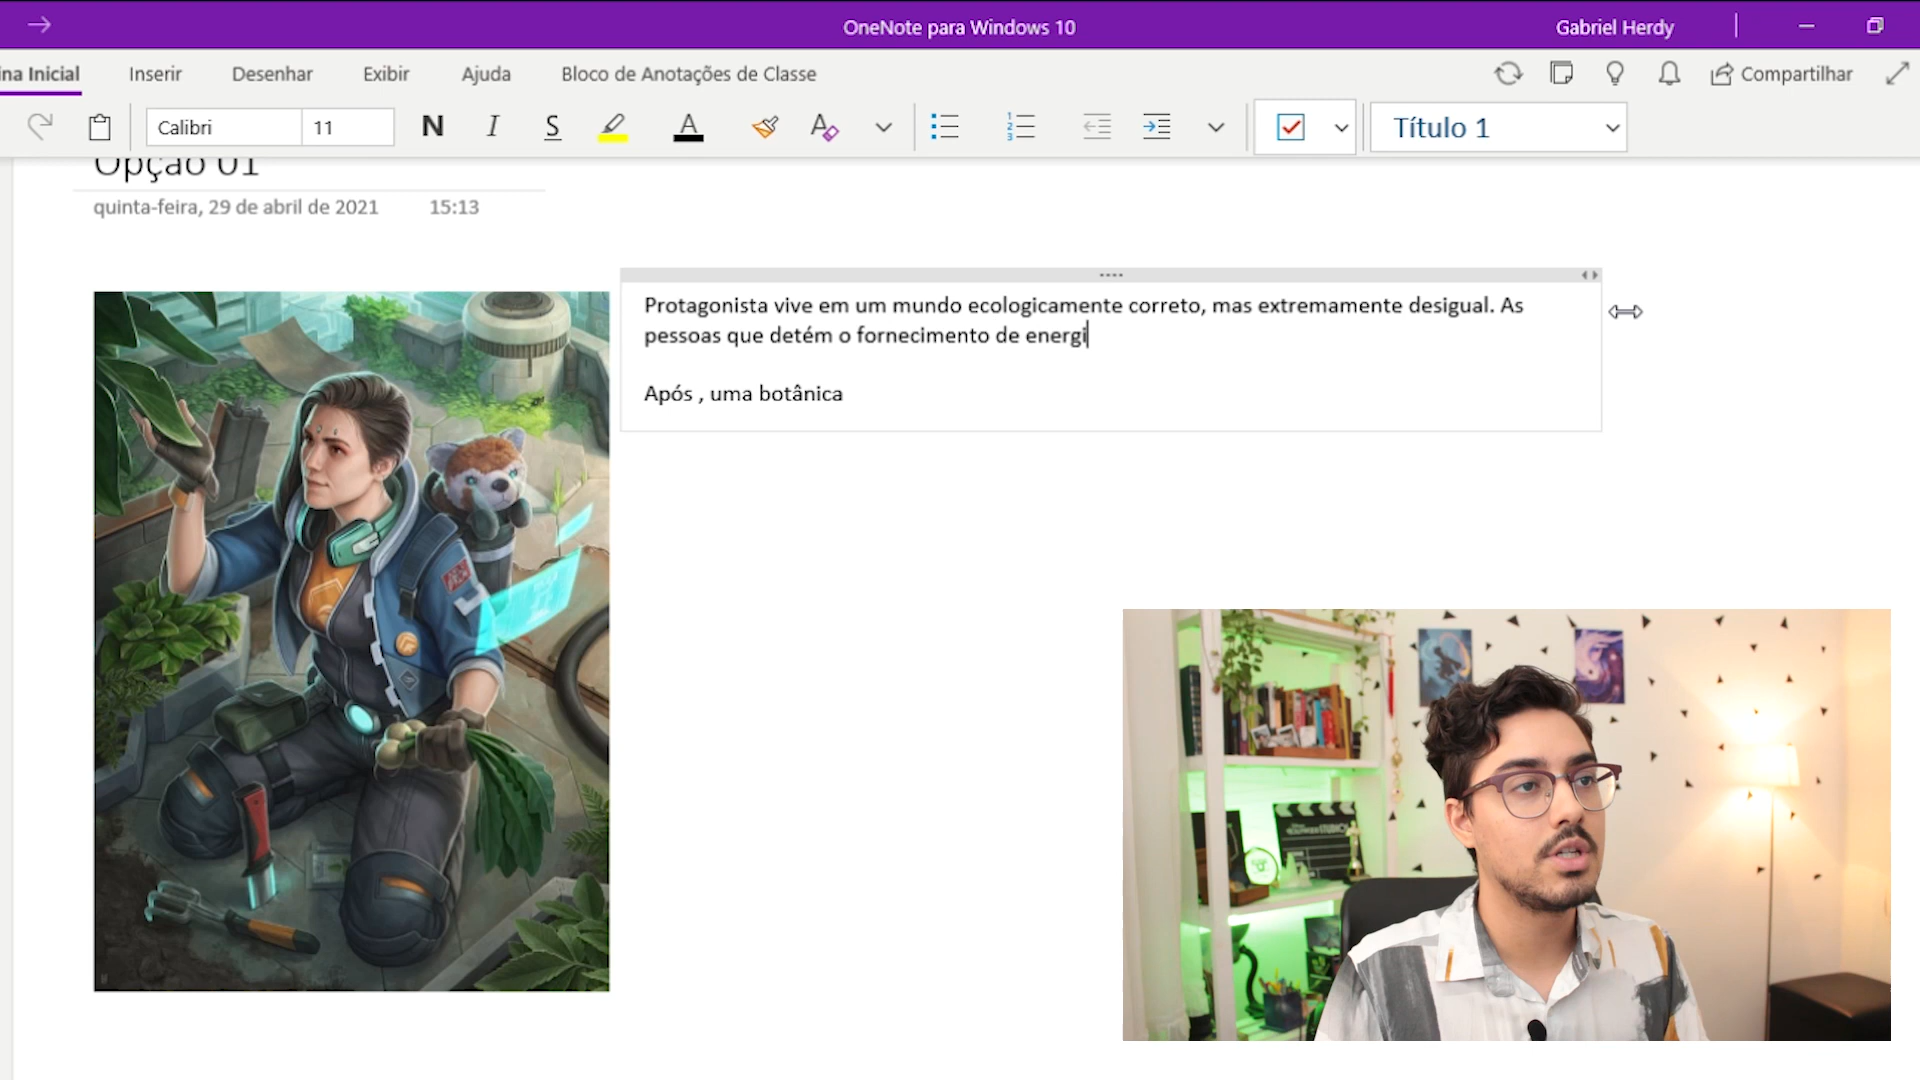 OneNote para Windows 10
Gabriel Herdy
na Inicial
Inserir
Desenhar
Exibir
Ajuda
Bloco de Anotações de Classe
Compartilhar
Calibri
11
N
I
S
A
A
Título 1
Opção 01
quinta-feira, 29 de abril de 2021
15:13
Protagonista vive em um mundo ecologicamente correto, mas extremamente desigual. As
pessoas que detém o fornecimento de energi
Após , uma botânica